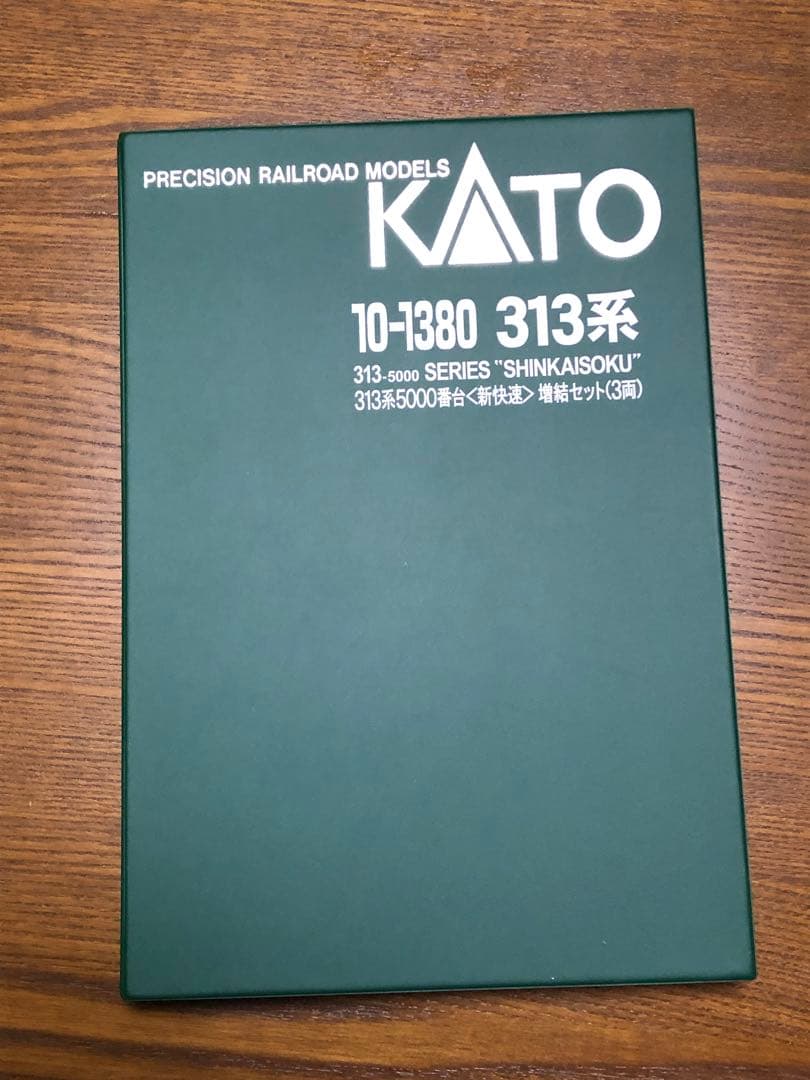 PRECISION RAILROAD MODELS
KATO
10-1380 313系
313-5000 SERIES "SHINKAISOKU"
313系5000番台<新快速> 増結セット(3両)